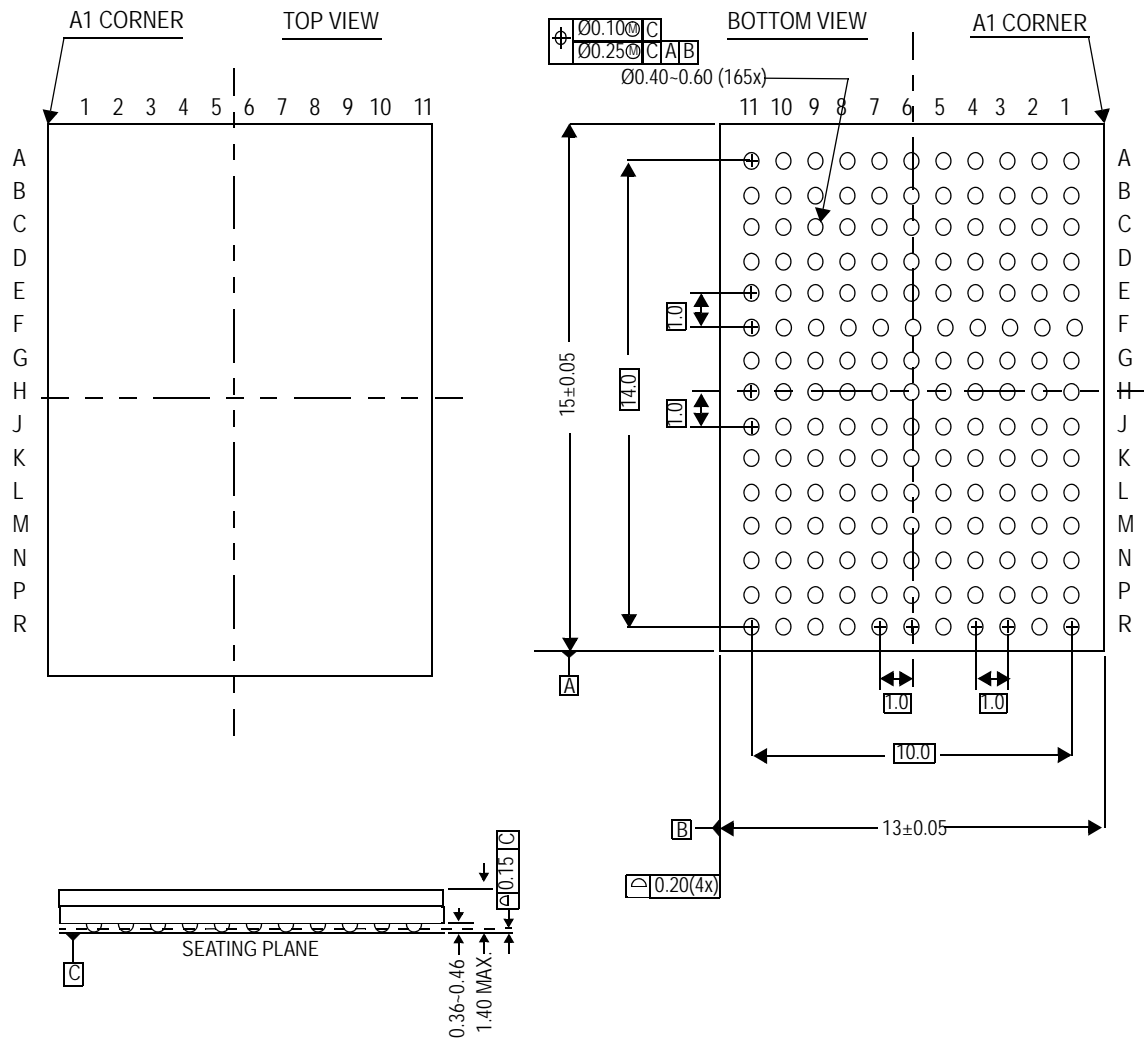 A1 CORNER
TOP VIEW
1 2 3 4 5 6 7 8 9 10 11
A
B
C
D
E
F
G
H
J
K
L
M
N
P
R
Ø0.10Ⓜ C
Ø0.25Ⓜ C A B
Ø0.40~0.60 (165x)
BOTTOM VIEW
A1 CORNER
11 10 9 8 7 6 5 4 3 2 1
A
B
C
D
E
F
G
H
J
K
L
M
N
P
R
15±0.05
14.0
1.0
1.0
A
1.0
1.0
10.0
B
13±0.05
0.20(4x)
0.15 C
SEATING PLANE
C
0.36~0.46
1.40 MAX.